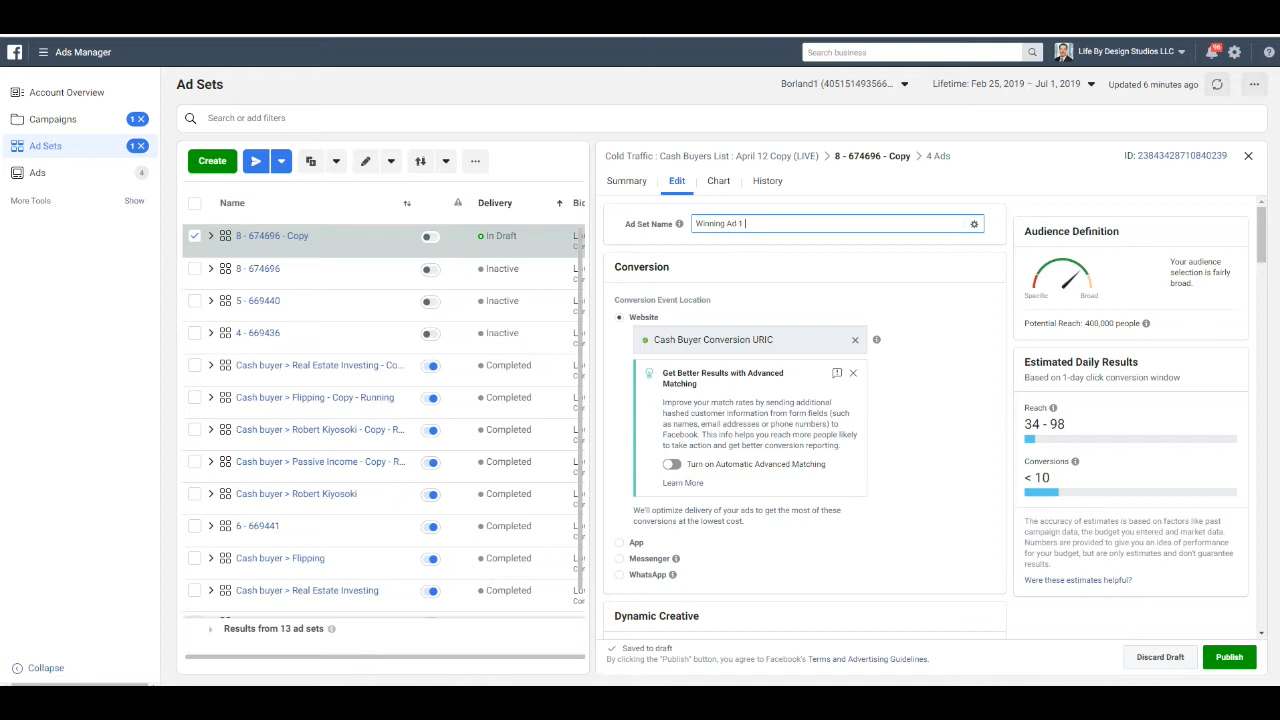 Ads Manager
Search business
Life By Design Studios LLC
96
Account Overview
Campaigns
1 X
Ad Sets
1 X
Ads
4
More Tools
Show
Collapse
Ad Sets
Borland1 (405151493566...
Lifetime: Feb 25, 2019 – Jul 1, 2019
Updated 6 minutes ago
Search or add filters
Create
Name
Delivery
8 - 674696 - Copy
In Draft
8 - 674696
Inactive
5 - 669440
Inactive
4 - 669436
Inactive
Cash buyer > Real Estate Investing - Co...
Completed
Cash buyer > Flipping - Copy - Running
Completed
Cash buyer > Robert Kiyosoki - Copy - R...
Completed
Cash buyer > Passive Income - Copy - R...
Completed
Cash buyer > Robert Kiyosoki
Completed
6 - 669441
Completed
Cash buyer > Flipping
Completed
Cash buyer > Real Estate Investing
Completed
Results from 13 ad sets
Cold Traffic : Cash Buyers List : April 12 Copy (LIVE) > 8 - 674696 - Copy > 4 Ads
ID: 23843428710840239
Summary
Edit
Chart
History
Ad Set Name
Winning Ad 1
Conversion
Conversion Event Location
Website
Cash Buyer Conversion URIC
Get Better Results with Advanced
Matching
Improve your match rates by sending additional
hashed customer information from form fields (such
as names, email addresses or phone numbers) to
Facebook. This info helps you reach more people likely
to take action and get better conversion reporting.
Turn on Automatic Advanced Matching
Learn More
We'll optimize delivery of your ads to get the most of these
conversions at the lowest cost.
App
Messenger
WhatsApp
Dynamic Creative
Audience Definition
Specific
Broad
Your audience
selection is fairly
broad.
Potential Reach: 400,000 people
Estimated Daily Results
Based on 1-day click conversion window
Reach
34 - 98
Conversions
< 10
The accuracy of estimates is based on factors like past
campaign data, the budget you entered and market data.
Numbers are provided to give you an idea of performance
for your budget, but are only estimates and don't guarantee
results.
Were these estimates helpful?
Saved to draft
By clicking the "Publish" button, you agree to Facebook's Terms and Advertising Guidelines.
Discard Draft
Publish